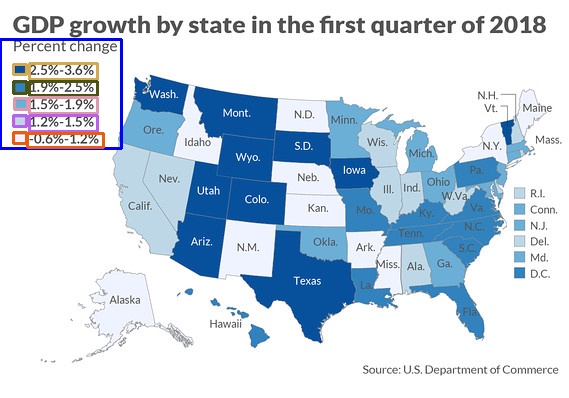 GDP growth by state in the first quarter of 2018
Percent change
2.5%-3.6%
1.9%-2.5%
1.5%-1.9%
1.2%-1.5%
-0.6%-1.2%
Wash.
Mont.
N.D.
Minn.
N.H.
Vt.
Maine
Ore.
Idaho
S.D.
Wis.
Mich.
N.Y.
Mass.
Wyo.
Neb.
Iowa
Pa.
Nev.
Utah
Colo.
Kan.
Mo.
Ill.
Ind.
Ohio
W.Va.
Va.
Ky.
Calif.
Ariz.
N.M.
Okla.
Ark.
Tenn.
N.C.
S.C.
Texas
La.
Miss.
Ala.
Ga.
Fla.
Alaska
Hawaii
R.I.
Conn.
N.J.
Del.
Md.
D.C.
Source: U.S. Department of Commerce